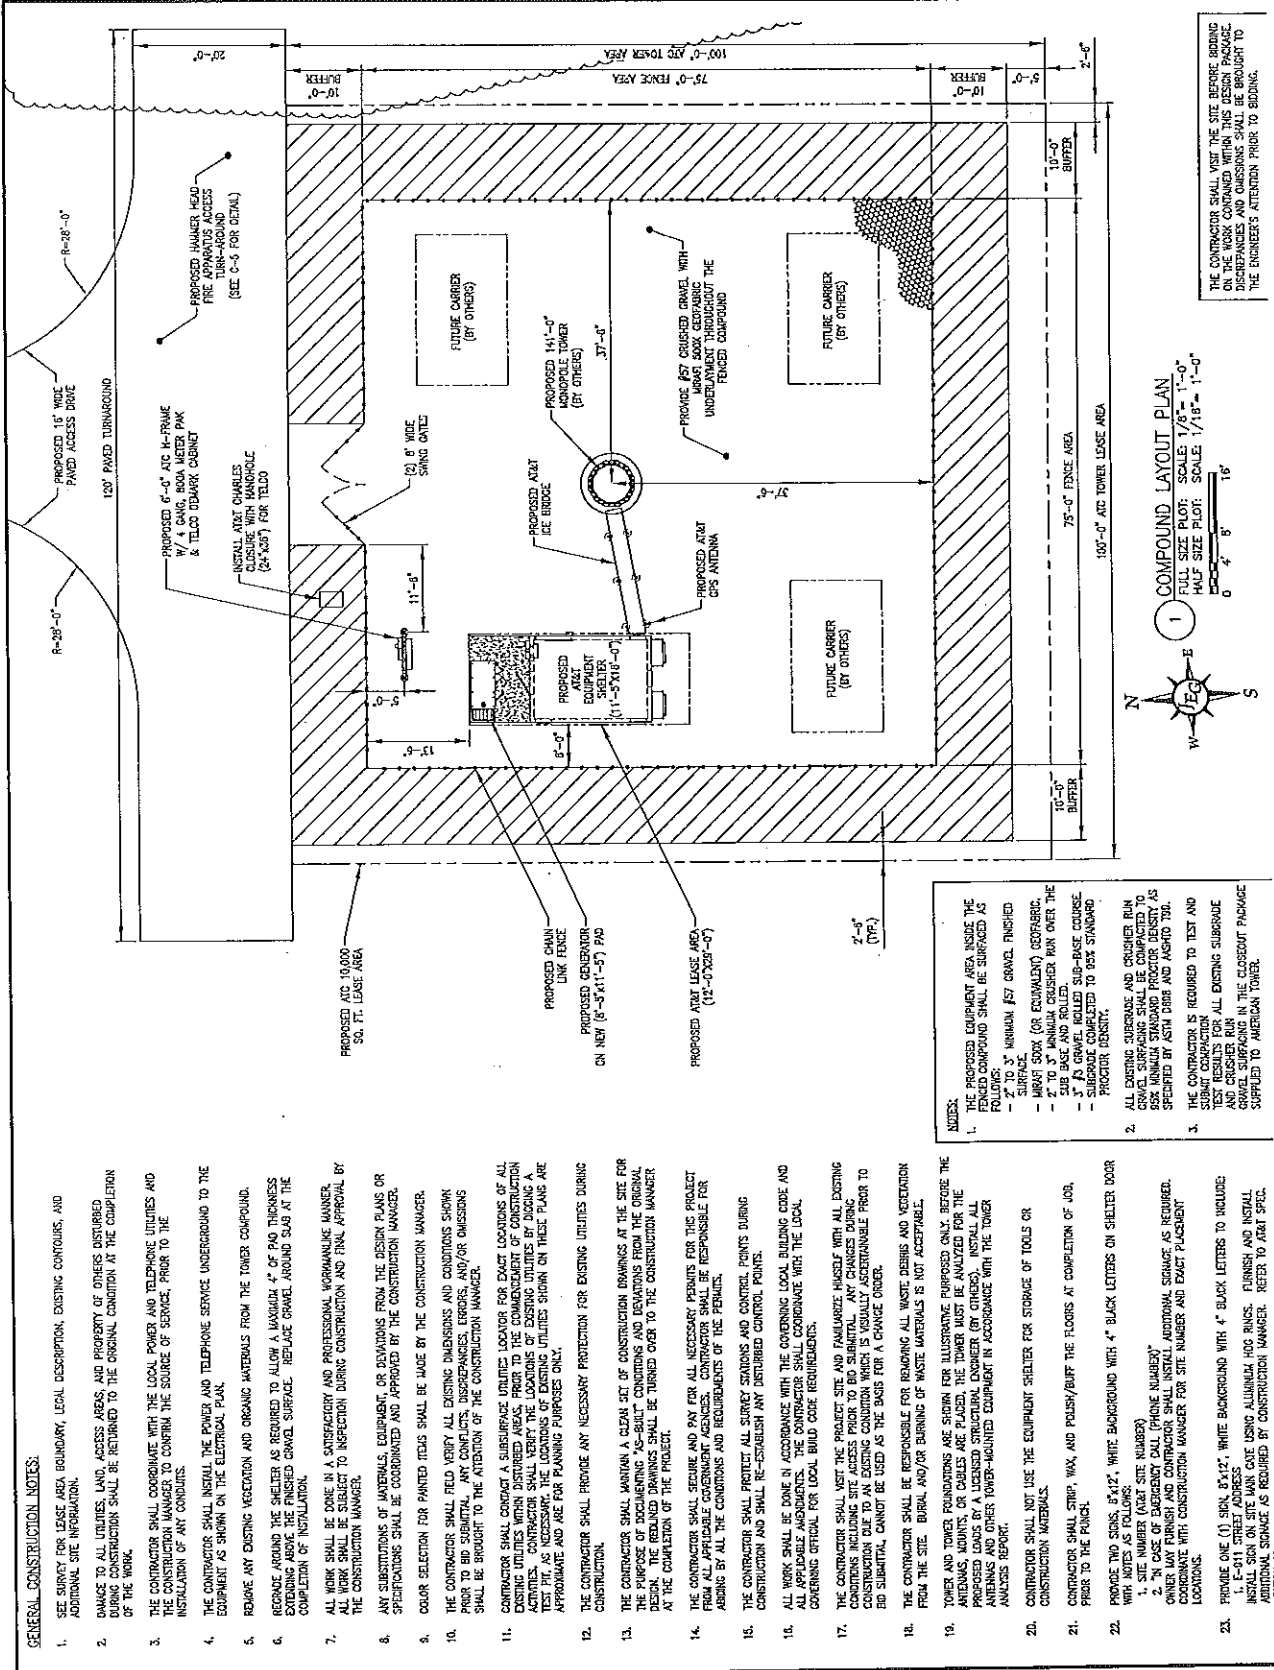 GENERAL CONSTRUCTION NOTES:
1. SEE SURVEY FOR LEASE AREA BOUNDARY, LEGAL DESCRIPTION, EXISTING CONTOURS, AND
ADDITIONAL SITE INFORMATION.
2. DAMAGE TO ALL UTILITIES, LAND, ACCESS AREAS, AND PROPERTY OF OTHERS DISTURBED
DURING CONSTRUCTION SHALL BE RETURNED TO THE ORIGINAL CONDITION AT THE COMPLETION
OF THE WORK.
3. THE CONTRACTOR SHALL COORDINATE WITH THE LOCAL POWER AND TELEPHONE UTILITIES AND
THE CONSTRUCTION MANAGER TO CONFIRM THE SOURCE OF SERVICE, PRIOR TO THE
INSTALLATION OF ANY CONDUITS.
4. THE CONTRACTOR SHALL INSTALL THE POWER AND TELEPHONE SERVICE UNDERGROUND TO THE
EQUIPMENT AS SHOWN ON THE ELECTRICAL PLAN.
5. REMOVE ANY EXISTING VEGETATION AND ORGANIC MATERIALS FROM THE TOWER COMPOUND.
6. REGRADE AROUND THE SHELTER AS REQUIRED TO ALLOW A MAXIMUM 4" OF PAD THICKNESS
EXTENDING ABOVE THE FINISHED GRAVEL SURFACE. REPLACE GRAVEL AROUND SLAB AT THE
COMPLETION OF INSTALLATION.
7. ALL WORK SHALL BE DONE IN A SATISFACTORY AND PROFESSIONAL WORKMANLIKE MANNER.
ALL WORK SHALL BE SUBJECT TO INSPECTION DURING CONSTRUCTION AND FINAL APPROVAL BY
THE CONSTRUCTION MANAGER.
8. ANY SUBSTITUTIONS OF MATERIALS, EQUIPMENT, OR DEVIATIONS FROM THE DESIGN PLANS OR
SPECIFICATIONS SHALL BE COORDINATED AND APPROVED BY THE CONSTRUCTION MANAGER.
9. COLOR SELECTION FOR PAINTED ITEMS SHALL BE MADE BY THE CONSTRUCTION MANAGER.
10. THE CONTRACTOR SHALL FIELD VERIFY ALL EXISTING DIMENSIONS AND CONDITIONS SHOWN
PRIOR TO BID SUBMITTAL. ANY CONFLICTS, DISCREPANCIES, ERRORS, AND/OR OMISSIONS
SHALL BE BROUGHT TO THE ATTENTION OF THE CONSTRUCTION MANAGER.
11. CONTRACTOR SHALL CONTACT A SUBSURFACE UTILITIES LOCATOR FOR EXACT LOCATIONS OF ALL
EXISTING UTILITIES WITHIN DISTURBED AREAS, PRIOR TO THE COMMENCEMENT OF CONSTRUCTION
ACTIVITIES. CONTRACTOR SHALL VERIFY THE LOCATIONS OF EXISTING UTILITIES BY DIGGING A
TEST PIT, AS NECESSARY. THE LOCATIONS OF EXISTING UTILITIES SHOWN ON THESE PLANS ARE
APPROXIMATE AND ARE FOR PLANNING PURPOSES ONLY.
12. THE CONTRACTOR SHALL PROVIDE ANY NECESSARY PROTECTION FOR EXISTING UTILITIES DURING
CONSTRUCTION.
13. THE CONTRACTOR SHALL MAINTAIN A CLEAN SET OF CONSTRUCTION DRAWINGS AT THE SITE FOR
THE PURPOSE OF DOCUMENTING "AS-BUILT" CONDITIONS AND DEVIATIONS FROM THE ORIGINAL
DESIGN. THE REDLINED DRAWINGS SHALL BE TURNED OVER TO THE CONSTRUCTION MANAGER
AT THE COMPLETION OF THE PROJECT.
14. THE CONTRACTOR SHALL SECURE AND PAY FOR ALL NECESSARY PERMITS FOR THIS PROJECT
FROM ALL APPLICABLE GOVERNMENT AGENCIES. CONTRACTOR SHALL BE RESPONSIBLE FOR
ABIDING BY ALL THE CONDITIONS AND REQUIREMENTS OF THE PERMITS.
15. THE CONTRACTOR SHALL PROTECT ALL SURVEY STATIONS AND CONTROL POINTS DURING
CONSTRUCTION AND SHALL RE-ESTABLISH ANY DISTURBED CONTROL POINTS.
16. ALL WORK SHALL BE DONE IN ACCORDANCE WITH THE GOVERNING LOCAL BUILDING CODE AND
ALL APPLICABLE AMENDMENTS. THE CONTRACTOR SHALL COORDINATE WITH THE LOCAL
GOVERNING OFFICIAL FOR LOCAL BUILD CODE REQUIREMENTS.
17. THE CONTRACTOR SHALL VISIT THE PROJECT SITE AND FAMILIARIZE HIMSELF WITH ALL EXISTING
CONDITIONS INCLUDING SITE ACCESS PRIOR TO BID SUBMITTAL. ANY CHANGES DURING
CONSTRUCTION DUE TO AN EXISTING CONDITION WHICH IS VISUALLY ASCERTAINABLE PRIOR TO
BID SUBMITTAL, CANNOT BE USED AS THE BASIS FOR A CHANGE ORDER.
18. THE CONTRACTOR SHALL BE RESPONSIBLE FOR REMOVING ALL WASTE DEBRIS AND VEGETATION
FROM THE SITE. BURIAL AND/OR BURNING OF WASTE MATERIALS IS NOT ACCEPTABLE.
19. TOWER AND TOWER FOUNDATIONS ARE SHOWN FOR ILLUSTRATIVE PURPOSED ONLY. BEFORE THE
ANTENNAS, MOUNTS, OR CABLES ARE PLACED, THE TOWER MUST BE ANALYZED FOR THE
PROPOSED LOADS BY A LICENSED STRUCTURAL ENGINEER (BY OTHERS). INSTALL ALL
ANTENNAS AND OTHER TOWER-MOUNTED EQUIPMENT IN ACCORDANCE WITH THE TOWER
ANALYSIS REPORT.
20. CONTRACTOR SHALL NOT USE THE EQUIPMENT SHELTER FOR STORAGE OF TOOLS OR
CONSTRUCTION MATERIALS.
21. CONTRACTOR SHALL STRIP, WAX, AND POLISH/BUFF THE FLOORS AT COMPLETION OF JOB,
PRIOR TO THE PUNCH.
22. PROVIDE TWO SIGNS, 8"x12", WHITE BACKGROUND WITH 4" BLACK LETTERS ON SHELTER DOOR
WITH NOTES AS FOLLOWS:
1. SITE NUMBER (AT&T SITE NUMBER)
2. "IN CASE OF EMERGENCY CALL (PHONE NUMBER)"
OWNER MAY FURNISH AND CONTRACTOR SHALL INSTALL ADDITIONAL SIGNAGE AS REQUIRED.
COORDINATE WITH CONSTRUCTION MANAGER FOR SITE NUMBER AND EXACT PLACEMENT
LOCATIONS.
23. PROVIDE ONE (1) SIGN, 8"x12", WHITE BACKGROUND WITH 4" BLACK LETTERS TO INCLUDE:
1. E-911 STREET ADDRESS
INSTALL SIGN ON SITE MAIN GATE USING ALUMINUM HOG RINGS. FURNISH AND INSTALL
ADDITIONAL SIGNAGE AS REQUIRED BY CONSTRUCTION MANAGER. REFER TO AT&T SPEC.
NOTES:
1. THE PROPOSED EQUIPMENT AREA INSIDE THE
FENCED COMPOUND SHALL BE SURFACED AS
FOLLOWS:
- 2" TO 3" MINIMUM #57 GRAVEL FINISHED
SURFACE.
- MIRAFI 500X (OR EQUIVALENT) GEOFABRIC.
- 2" TO 3" MINIMUM CRUSHER RUN OVER THE
SUB BASE AND ROLLED.
- 3" #3 GRAVEL ROLLED SUB-BASE COURSE.
- SUBGRADE COMPLETED TO 95% STANDARD
PROCTOR DENSITY.
2. ALL EXISTING SUBGRADE AND CRUSHER RUN
GRAVEL SURFACING SHALL BE COMPACTED TO
95% MINIMUM STANDARD PROCTOR DENSITY AS
SPECIFIED BY ASTM D698 AND AASHTO T99.
3. THE CONTRACTOR IS REQUIRED TO TEST AND
SUBMIT COMPACTION
TEST RESULTS FOR ALL EXISTING SUBGRADE
AND CRUSHER RUN
GRAVEL SURFACING IN THE CLOSEOUT PACKAGE
SUPPLIED TO AMERICAN TOWER.
R=28'-0"
PROPOSED 16' WIDE
PAVED ACCESS DRIVE
R=28'-0"
120' PAVED TURNAROUND
20'-0"
PROPOSED HAMMER HEAD
FIRE APPARATUS ACCESS
TURN-AROUND
(SEE C-5 FOR DETAIL)
PROPOSED 6'-0" ATC H-FRAME
W/ 4 GANG, 800A METER PAK
& TELCO DEMARK CABINET
INSTALL AT&T CHARLES
CLOSURE WITH HANDHOLE
(24"x36") FOR TELCO
PROPOSED ATC 10,000
SQ. FT. LEASE AREA
(2) 8' WIDE
SWING GATES
11'-6"
5'-0"
13'-6"
6'-0"
FUTURE CARRIER
(BY OTHERS)
PROPOSED
AT&T
EQUIPMENT
SHELTER
(11'-5"X18'-0")
PROPOSED CHAIN
LINK FENCE
PROPOSED GENERATOR
ON NEW (8'-5"x11'-5") PAD
PROPOSED AT&T LEASE AREA
(12'-0"X29'-0")
PROPOSED AT&T
ICE BRIDGE
PROPOSED 141'-0"
MONOPOLE TOWER
(BY OTHERS)
PROPOSED AT&T
GPS ANTENNA
37'-6"
37'-6"
PROVIDE #57 CRUSHED GRAVEL WITH
MIRAFI 500X GEOFABRIC
UNDERLAYMENT THROUGHOUT THE
FENCED COMPOUND
FUTURE CARRIER
(BY OTHERS)
FUTURE CARRIER
(BY OTHERS)
2'-6"
(TYP.)
10'-0"
BUFFER
75'-0" FENCE AREA
10'-0"
BUFFER
100'-0" ATC TOWER LEASE AREA
10'-0"
BUFFER
75'-0" FENCE AREA
100'-0" ATC TOWER AREA
10'-0"
BUFFER
5'-0"
2'-6"
N
W
E
S
JEG
1
COMPOUND LAYOUT PLAN
FULL SIZE PLOT: SCALE: 1/8"= 1'-0"
HALF SIZE PLOT: SCALE: 1/16"= 1'-0"
0 4' 8' 16'
THE CONTRACTOR SHALL VISIT THE SITE BEFORE BIDDING
ON THE WORK CONTAINED WITHIN THIS DESIGN PACKAGE.
DISCREPANCIES AND OMISSIONS SHALL BE BROUGHT TO
THE ENGINEER'S ATTENTION PRIOR TO BIDDING.